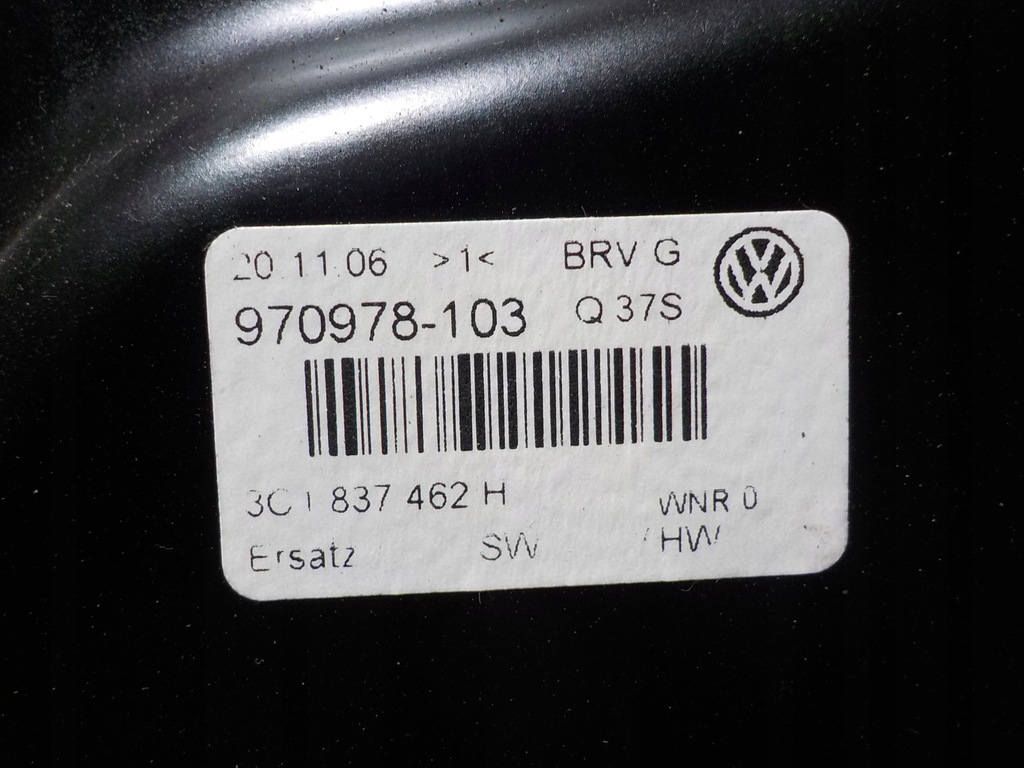 20 11.06 >1< BRV G
970978-103 Q 37S
3C1 837 462 H WNR 0
Ersatz SW /HW